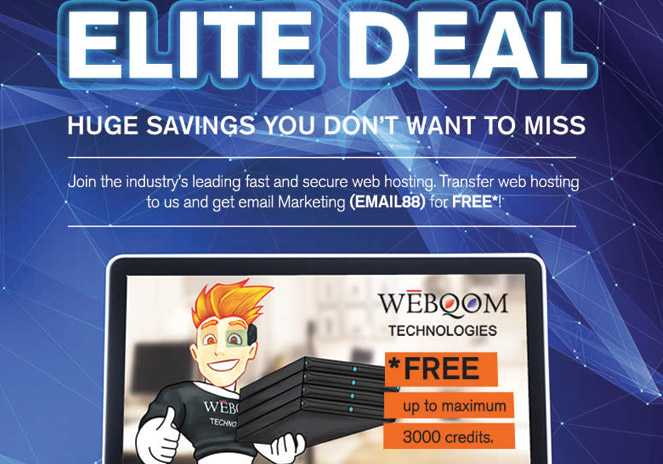 ELITE DEAL
HUGE SAVINGS YOU DON'T WANT TO MISS
Join the industry's leading fast and secure web hosting. Transfer web hosting
to us and get email Marketing (EMAIL88) for FREE*!
WĒBQOM
TECHNOLOGIES
*FREE
up to maximum
3000 credits.
WĒBQ
TECHNO